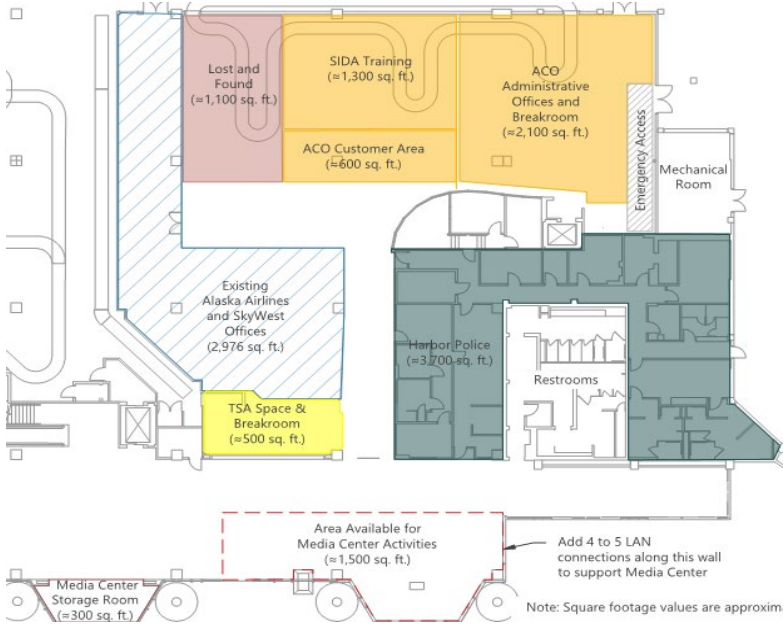 Lost and
Found
(≈1,100 sq. ft.)
SIDA Training
(≈1,300 sq. ft.)
ACO
Administrative
Offices and
Breakroom
(≈2,100 sq. ft.)
ACO Customer Area
(≈600 sq. ft.)
Emergency Access
Mechanical
Room
Existing
Alaska Airlines
and SkyWest
Offices
(2,976 sq. ft.)
Harbor Police
(≈3,700 sq. ft.)
Restrooms
TSA Space &
Breakroom
(≈500 sq. ft.)
Area Available for
Media Center Activities
(≈1,500 sq. ft.)
Add 4 to 5 LAN
connections along this wall
to support Media Center
Media Center
Storage Room
(≈300 sq. ft.)
Note: Square footage values are approxim